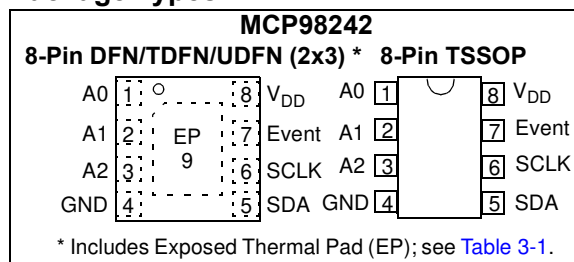 MCP98242
8-Pin DFN/TDFN/UDFN (2x3) * 8-Pin TSSOP
A0 1 8 VDD A0 1 8 VDD
A1 2 EP 7 Event A1 2 7 Event
9
A2 3 6 SCLK A2 3 6 SCLK
GND 4 5 SDA GND 4 5 SDA
* Includes Exposed Thermal Pad (EP); see Table 3-1.